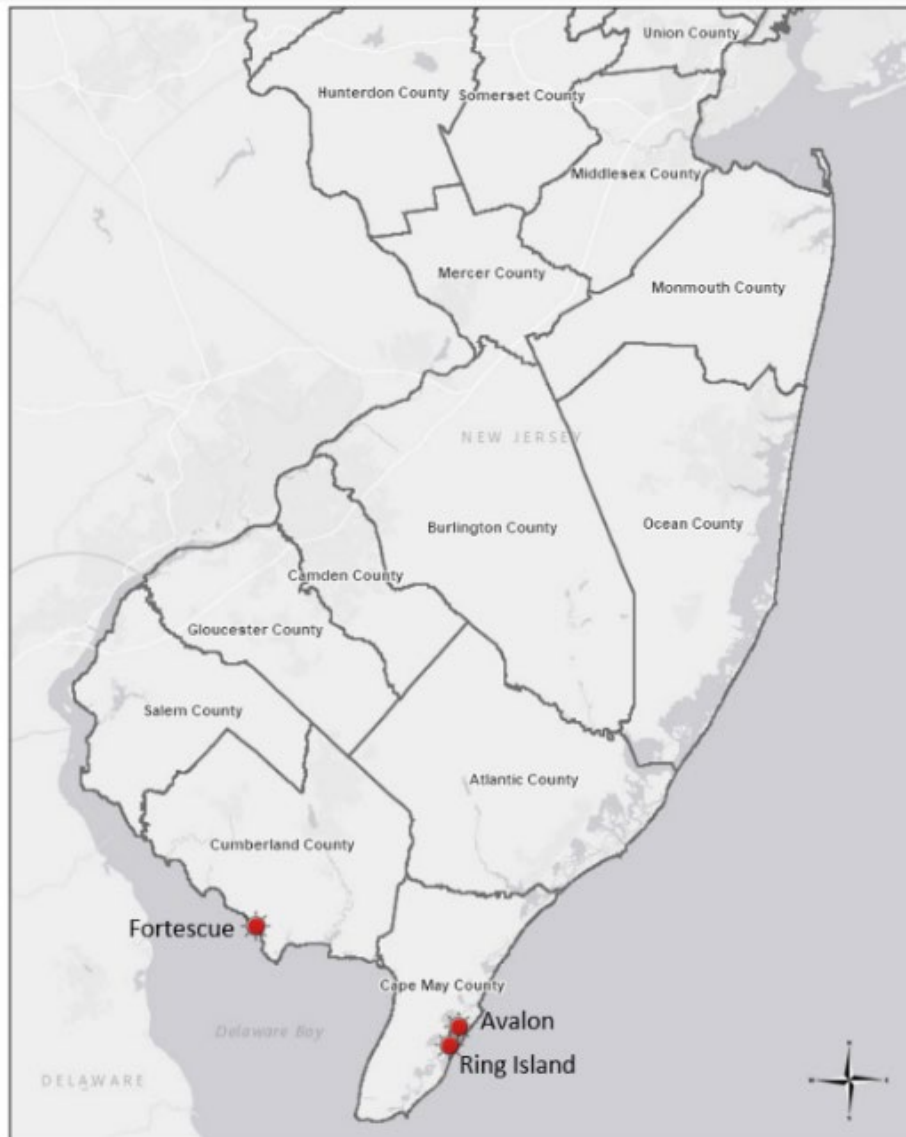 Union County
Hunterdon County
Somerset County
Middlesex County
Mercer County
Monmouth County
NEW JERSEY
Burlington County
Ocean County
Camden County
Gloucester County
Salem County
Atlantic County
Cumberland County
Fortescue
Cape May County
Avalon
Delaware Bay
Ring Island
DELAWARE